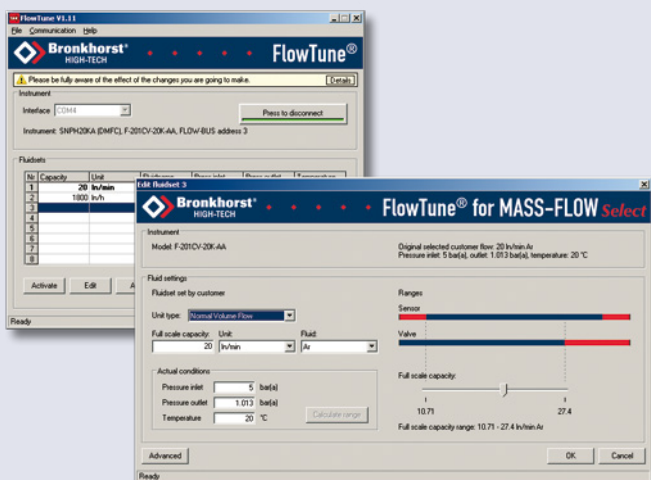 FlowTune V1.11
File Communication Help
Bronkhorst®
HIGH-TECH
FlowTune®
Please be fully aware of the effect of the changes you are going to make.
Details
Instrument
Interface COM4
Press to disconnect
Instrument: SNPH20KA (DMFC), F-201CV-20K-AA, FLOW-BUS address 3
Fluidsets
Nr Capacity Unit
1 20 ln/min
2 1800 ln/h
3
4
5
6
7
8
Activate Edit
Ready
Edit fluidset 3
Bronkhorst®
HIGH-TECH
FlowTune® for MASS-FLOW Select
Instrument
Model: F-201CV-20K-AA
Original selected customer flow: 20 ln/min Ar
Pressure inlet: 5 bar(a), outlet: 1.013 bar(a), temperature: 20 °C
Fluid settings
Fluidset set by customer
Unit type: Normal Volume Flow
Full scale capacity: Unit: Fluid:
20 ln/min Ar
Actual conditions
Pressure inlet 5 bar(a)
Pressure outlet 1.013 bar(a)
Temperature 20 °C
Calculate range
Ranges
Sensor
Valve
Full scale capacity:
10.71 27.4
Full scale capacity range: 10.71 - 27.4 ln/min Ar
Advanced
OK Cancel
Ready